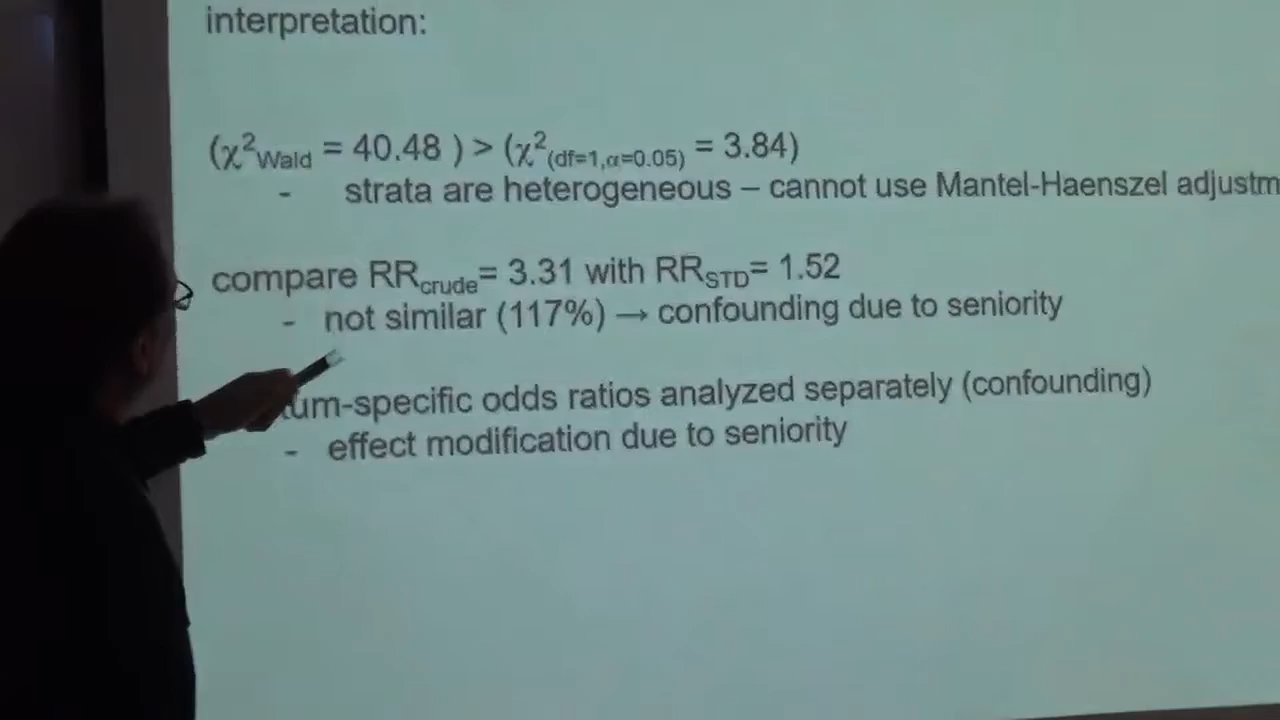 interpretation:
(χ²Wald = 40.48 ) > (χ²(df=1,α=0.05) = 3.84)
- strata are heterogeneous – cannot use Mantel-Haenszel adjustm
compare RRcrude= 3.31 with RRSTD= 1.52
- not similar (117%) → confounding due to seniority
tum-specific odds ratios analyzed separately (confounding)
- effect modification due to seniority